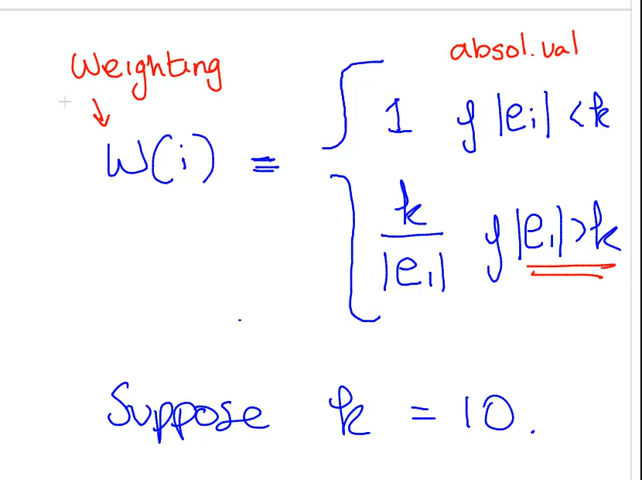 Weighting
absol.val
W(i) = { 1 if |ei| < k
k / |ei| if |ei| > k
Suppose k = 10.